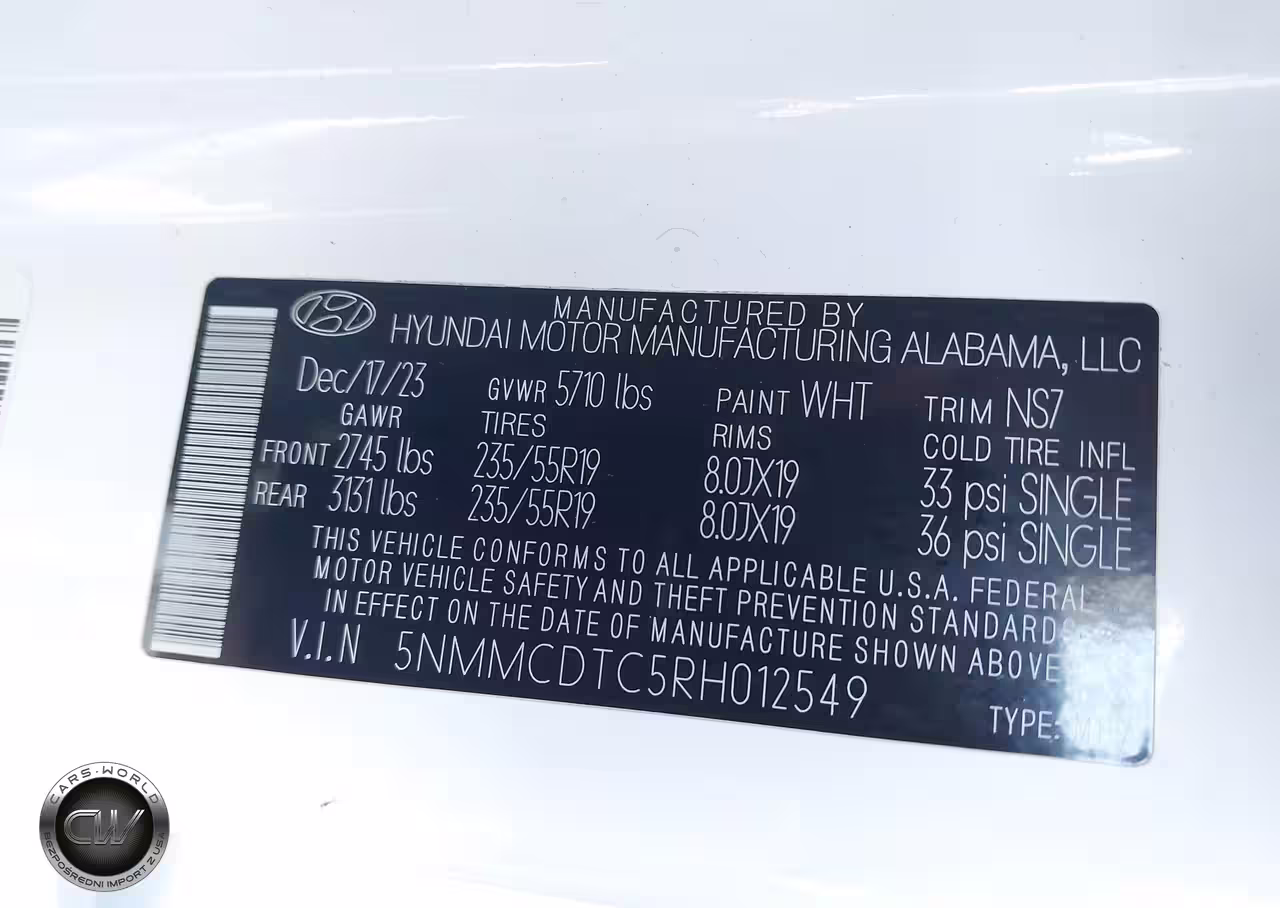 MANUFACTURED BY
HYUNDAI MOTOR MANUFACTURING ALABAMA, LLC
Dec/17/23 GVWR 5710 lbs PAINT WHT TRIM NS7
GAWR TIRES RIMS COLD TIRE INFL
FRONT 2745 lbs 235/55R19 8.0JX19 33 psi SINGLE
REAR 3131 lbs 235/55R19 8.0JX19 36 psi SINGLE
THIS VEHICLE CONFORMS TO ALL APPLICABLE U.S.A. FEDERAL
MOTOR VEHICLE SAFETY AND THEFT PREVENTION STANDARDS
IN EFFECT ON THE DATE OF MANUFACTURE SHOWN ABOVE
V.I.N 5NMMCDTC5RH012549
TYPE:
CARS·WORLD
CW
BEZPOŚREDNI IMPORT Z USA